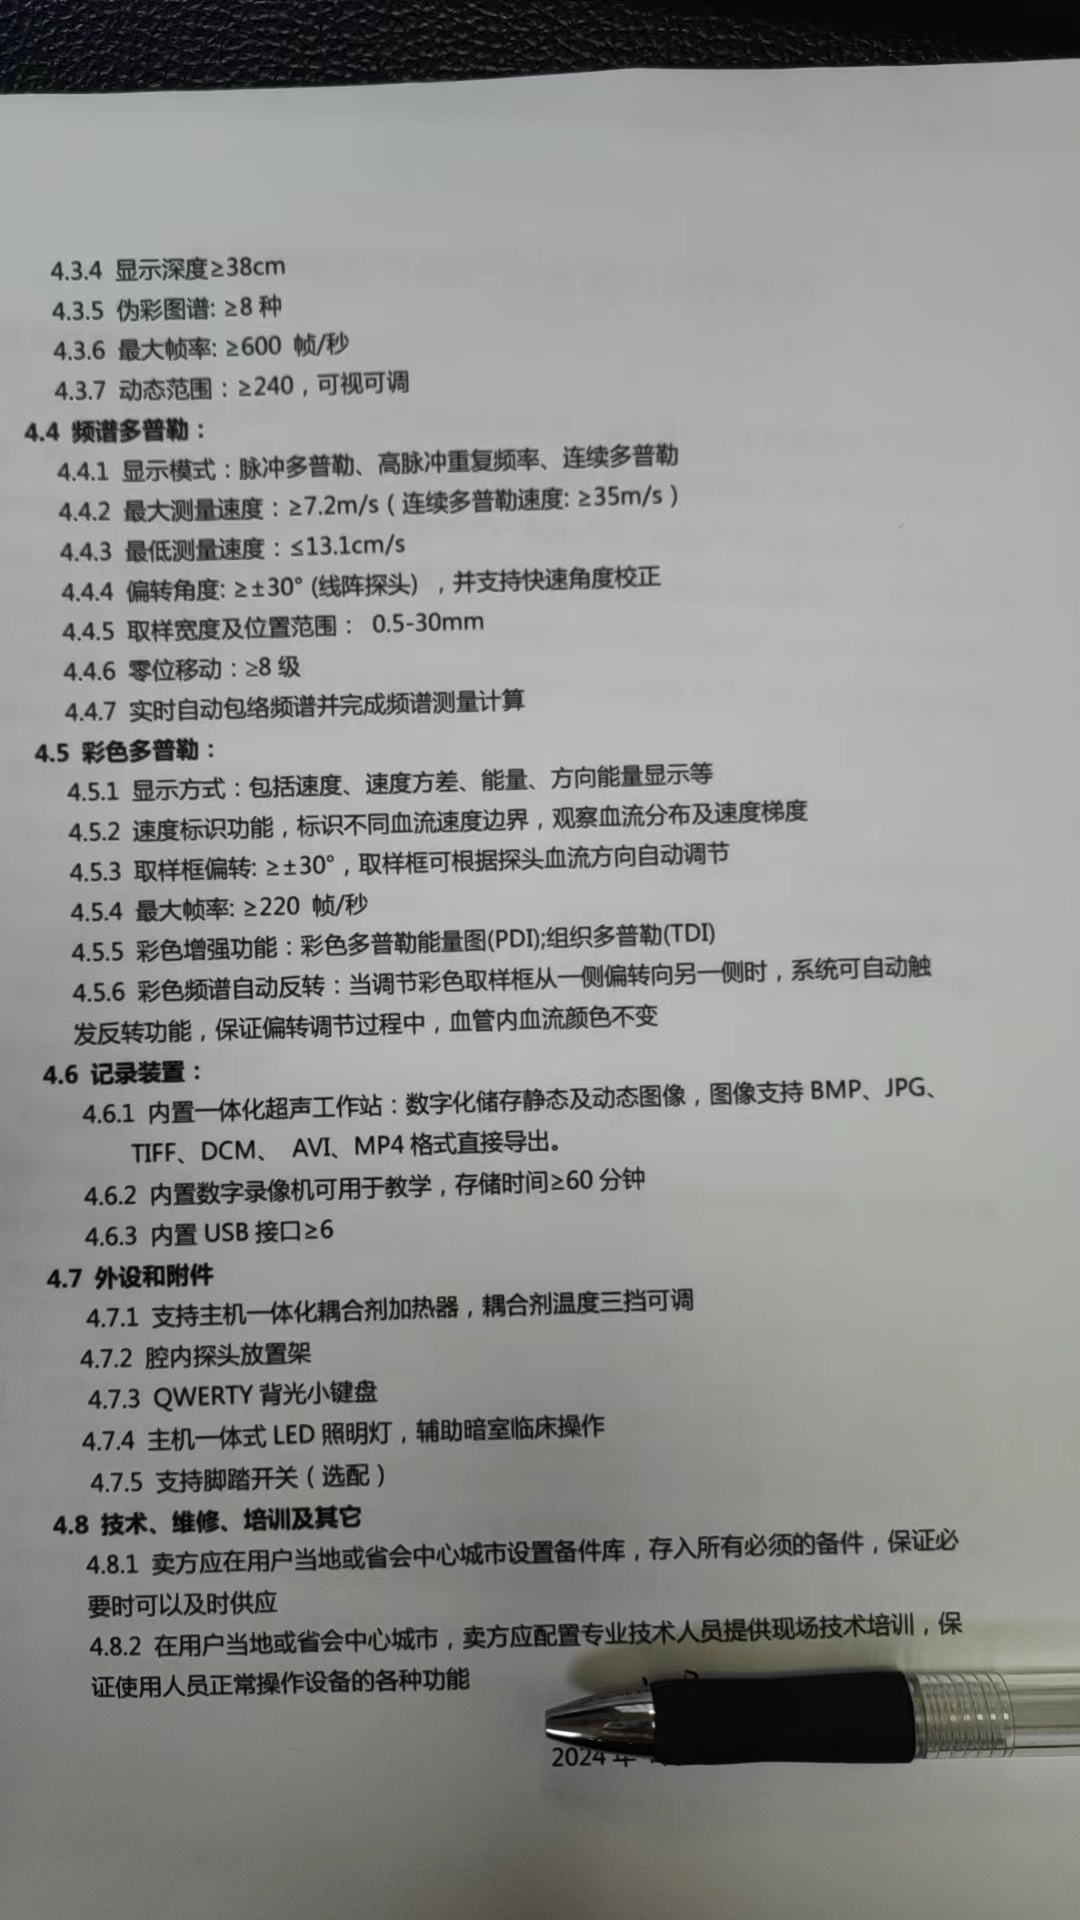 4.3.4 显示深度≥38cm
4.3.5 伪彩图谱: ≥8 种
4.3.6 最大帧率: ≥600 帧/秒
4.3.7 动态范围：≥240，可视可调
4.4 频谱多普勒：
4.4.1 显示模式：脉冲多普勒、高脉冲重复频率、连续多普勒
4.4.2 最大测量速度：≥7.2m/s（连续多普勒速度: ≥35m/s）
4.4.3 最低测量速度：≤13.1cm/s
4.4.4 偏转角度: ≥±30° (线阵探头) ，并支持快速角度校正
4.4.5 取样宽度及位置范围： 0.5-30mm
4.4.6 零位移动：≥8 级
4.4.7 实时自动包络频谱并完成频谱测量计算
4.5 彩色多普勒：
4.5.1 显示方式：包括速度、速度方差、能量、方向能量显示等
4.5.2 速度标识功能，标识不同血流速度边界，观察血流分布及速度梯度
4.5.3 取样框偏转: ≥±30°，取样框可根据探头血流方向自动调节
4.5.4 最大帧率: ≥220 帧/秒
4.5.5 彩色增强功能：彩色多普勒能量图(PDI);组织多普勒(TDI)
4.5.6 彩色频谱自动反转：当调节彩色取样框从一侧偏转向另一侧时，系统可自动触
发反转功能，保证偏转调节过程中，血管内血流颜色不变
4.6 记录装置：
4.6.1 内置一体化超声工作站：数字化储存静态及动态图像，图像支持 BMP、JPG、
TIFF、DCM、 AVI、MP4 格式直接导出。
4.6.2 内置数字录像机可用于教学，存储时间≥60 分钟
4.6.3 内置 USB 接口≥6
4.7 外设和附件
4.7.1 支持主机一体化耦合剂加热器，耦合剂温度三挡可调
4.7.2 腔内探头放置架
4.7.3 QWERTY 背光小键盘
4.7.4 主机一体式 LED 照明灯，辅助暗室临床操作
4.7.5 支持脚踏开关（选配）
4.8 技术、维修、培训及其它
4.8.1 卖方应在用户当地或省会中心城市设置备件库，存入所有必须的备件，保证必
要时可以及时供应
4.8.2 在用户当地或省会中心城市，卖方应配置专业技术人员提供现场技术培训，保
证使用人员正常操作设备的各种功能
2024 年